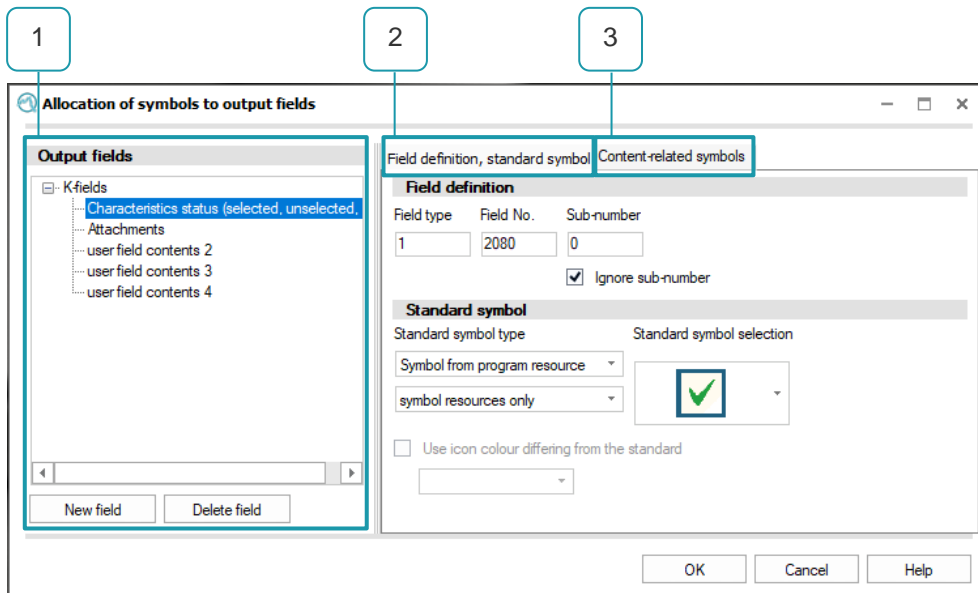 1
2
3
Allocation of symbols to output fields
Output fields
K-fields
Characteristics status (selected, unselected,
Attachments
user field contents 2
user field contents 3
user field contents 4
New field
Delete field
Field definition, standard symbol
Content-related symbols
Field definition
Field type
Field No.
Sub-number
1
2080
0
Ignore sub-number
Standard symbol
Standard symbol type
Standard symbol selection
Symbol from program resource
symbol resources only
Use icon colour differing from the standard
OK
Cancel
Help